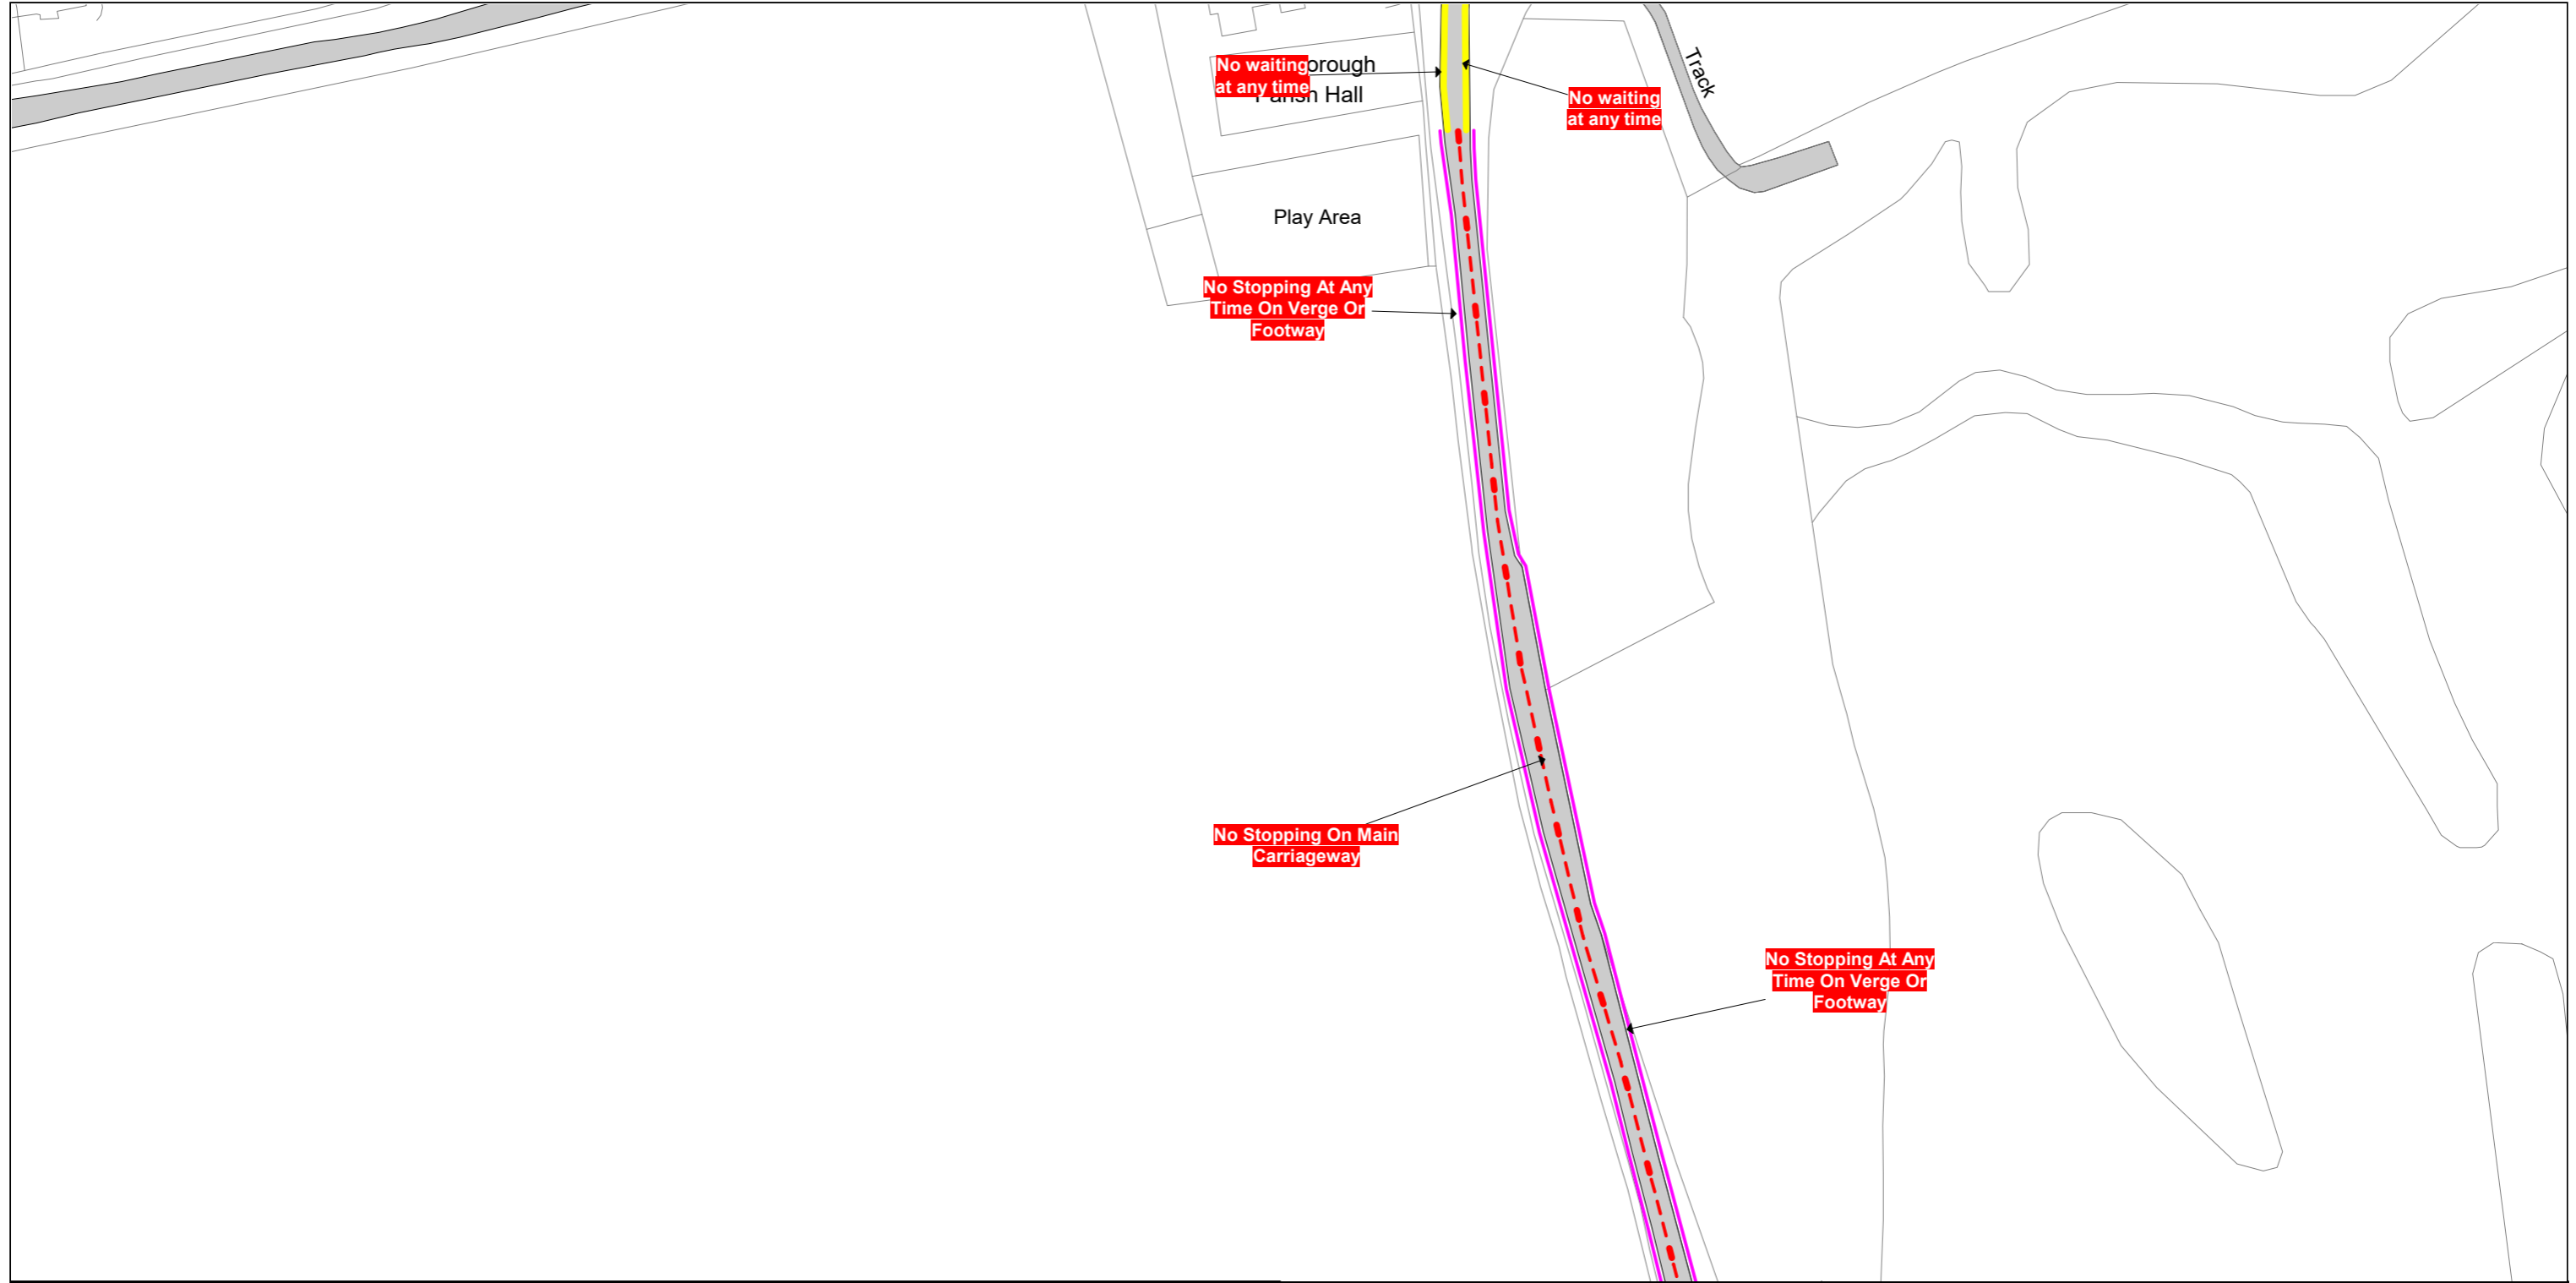 No waiting
at any time
orough
Parish Hall
No waiting
at any time
Track
Play Area
No Stopping At Any
Time On Verge Or
Footway
No Stopping On Main
Carriageway
No Stopping At Any
Time On Verge Or
Footway